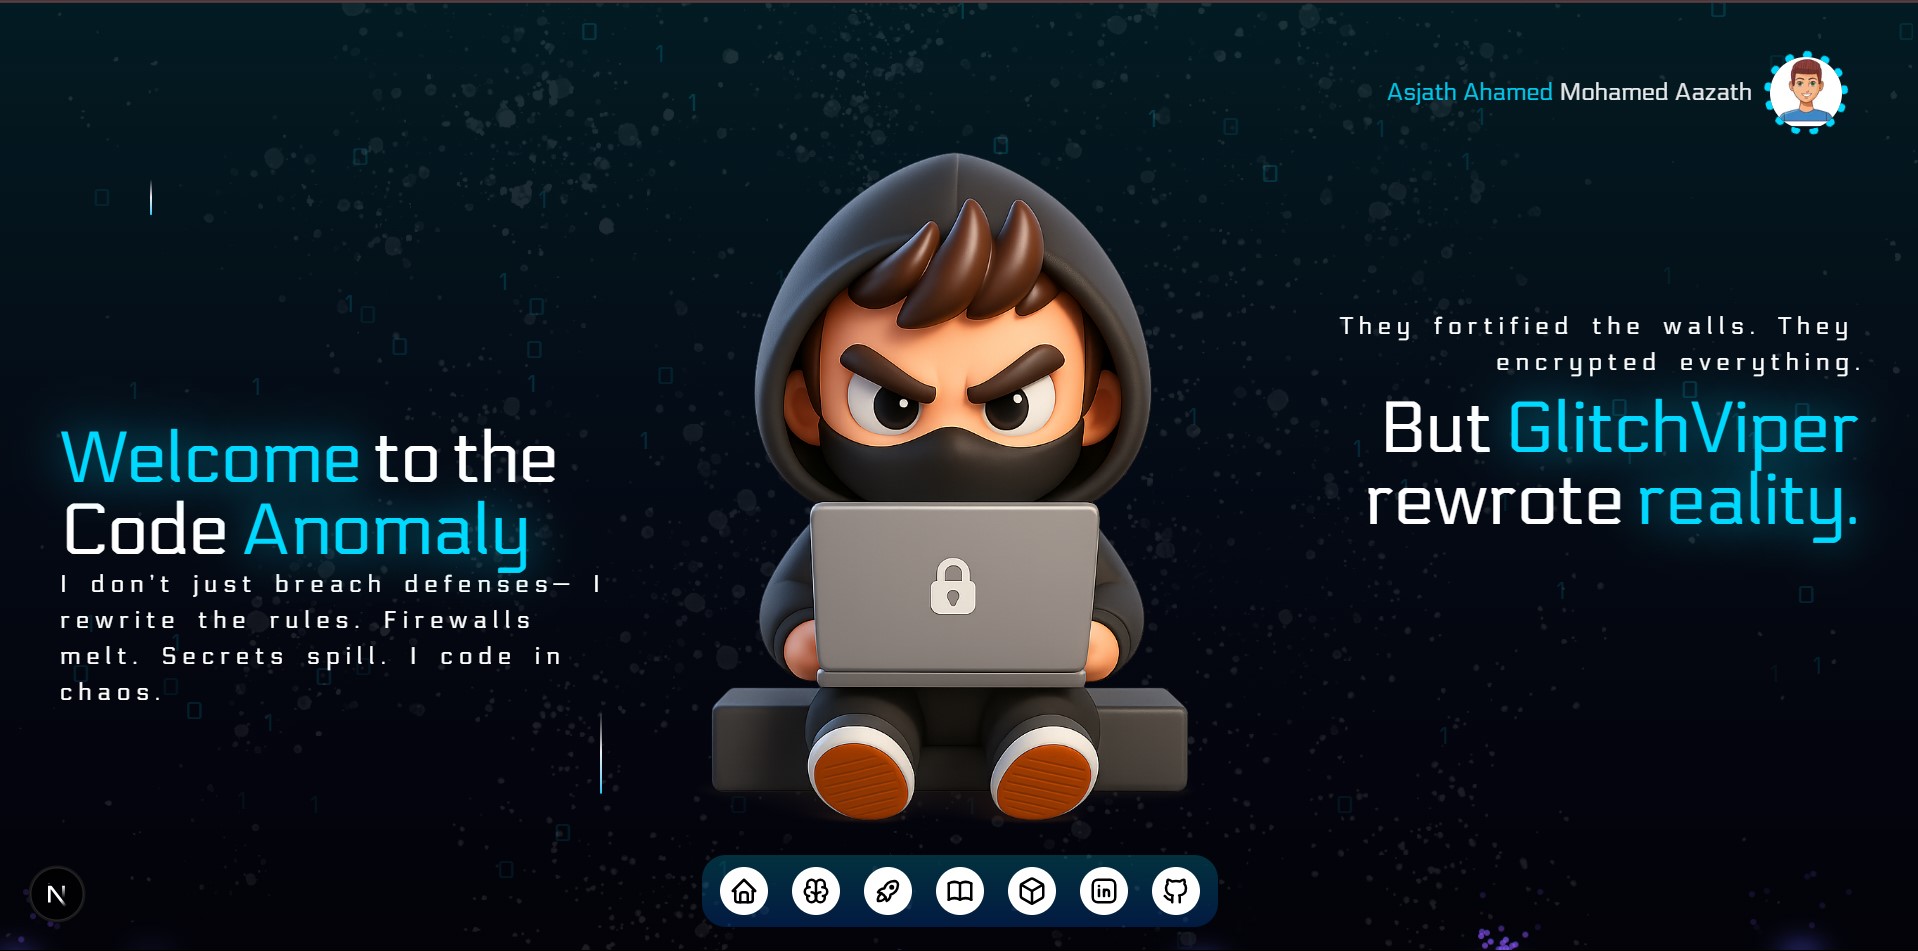 Asjath Ahamed Mohamed Aazath
Welcome to the
Code Anomaly
I don't just breach defenses— I
rewrite the rules. Firewalls
melt. Secrets spill. I code in
chaos.
They fortified the walls. They
encrypted everything.
But GlitchViper
rewrote reality.
N
in